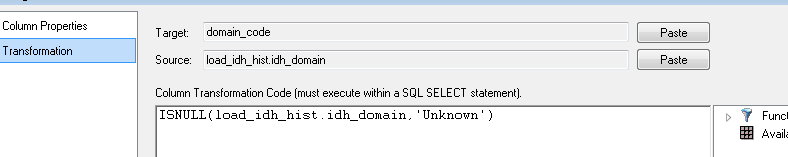 Column Properties
Transformation
Target: domain_code Paste
Source: load_idh_hist.idh_domain Paste
Column Transformation Code (must execute within a SQL SELECT statement).
ISNULL(load_idh_hist.idh_domain,'Unknown')
Funct
Availa